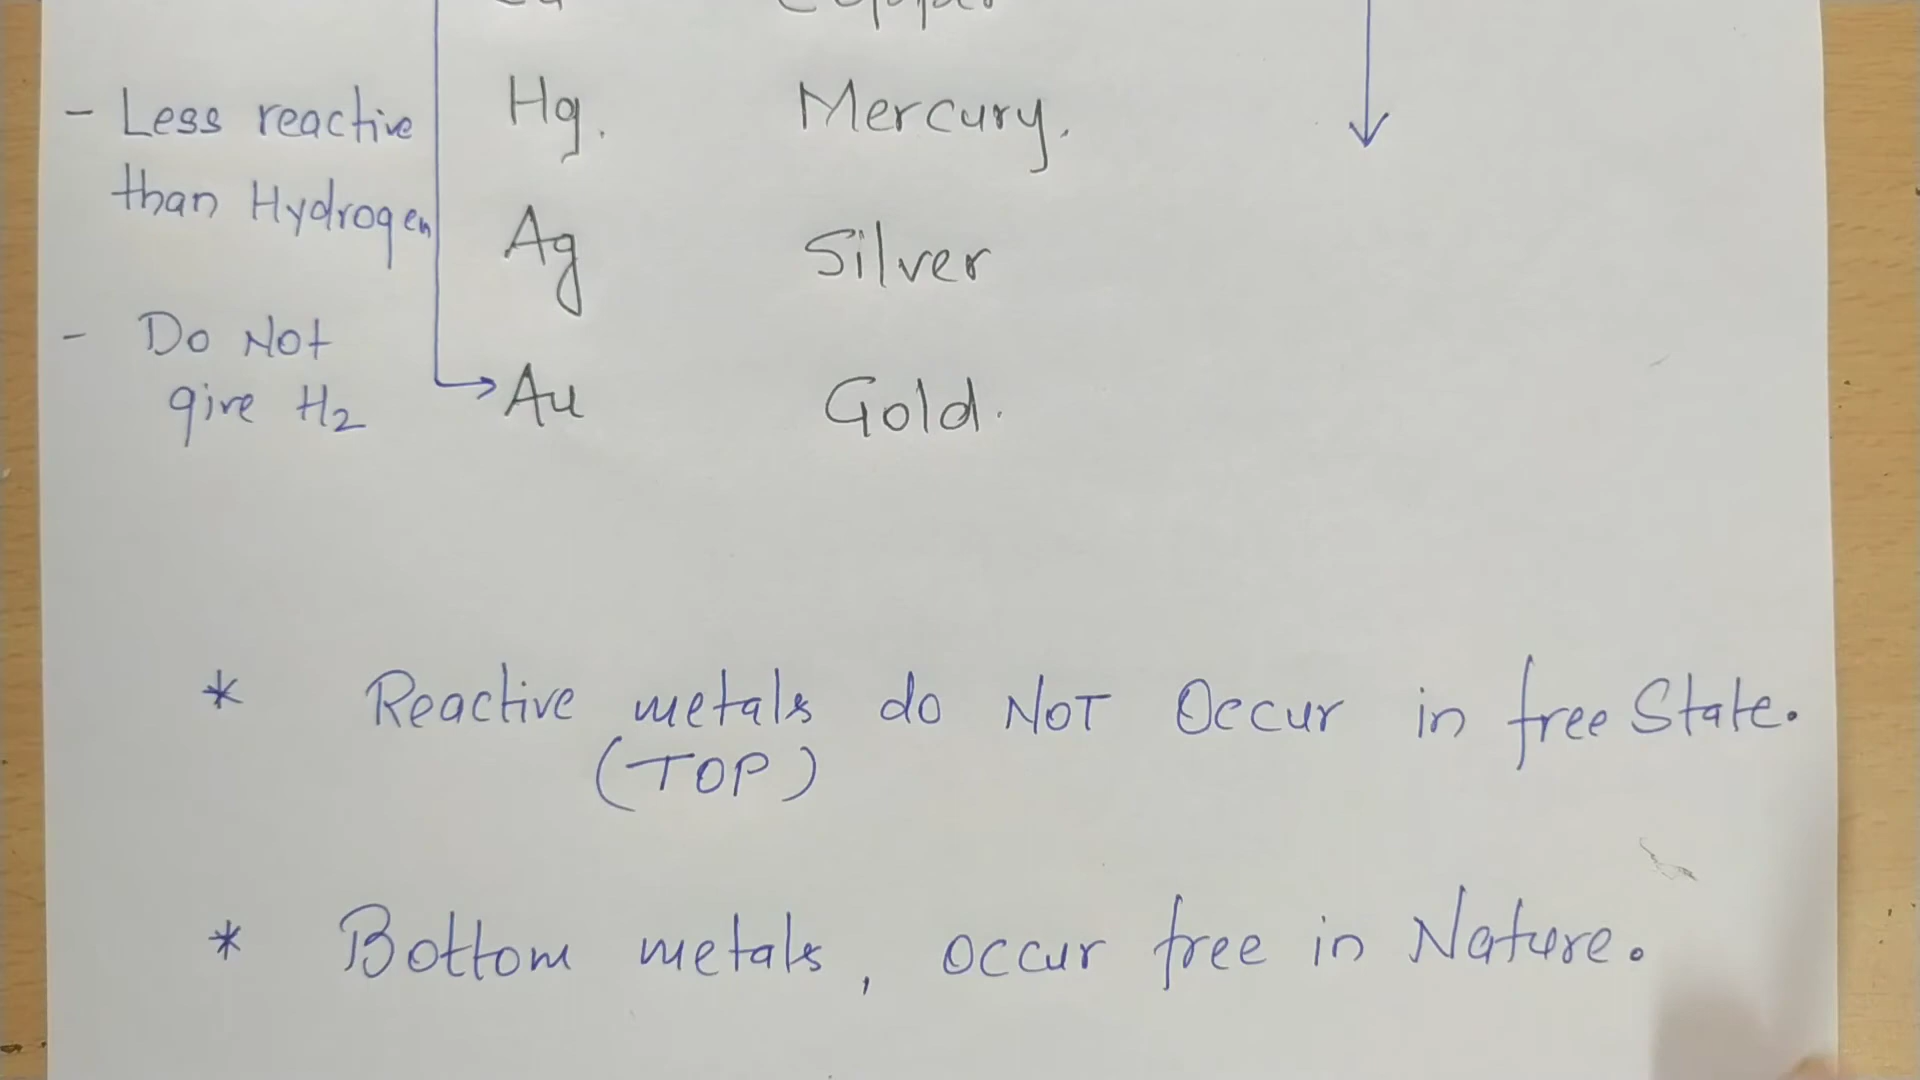 Copper
- Less reactive
than Hydrogen
Hg. Mercury.
Ag Silver
- Do Not
give H2
Au Gold.
* Reactive metals do NOT Occur in free State.
(TOP)
* Bottom metals, occur free in Nature.